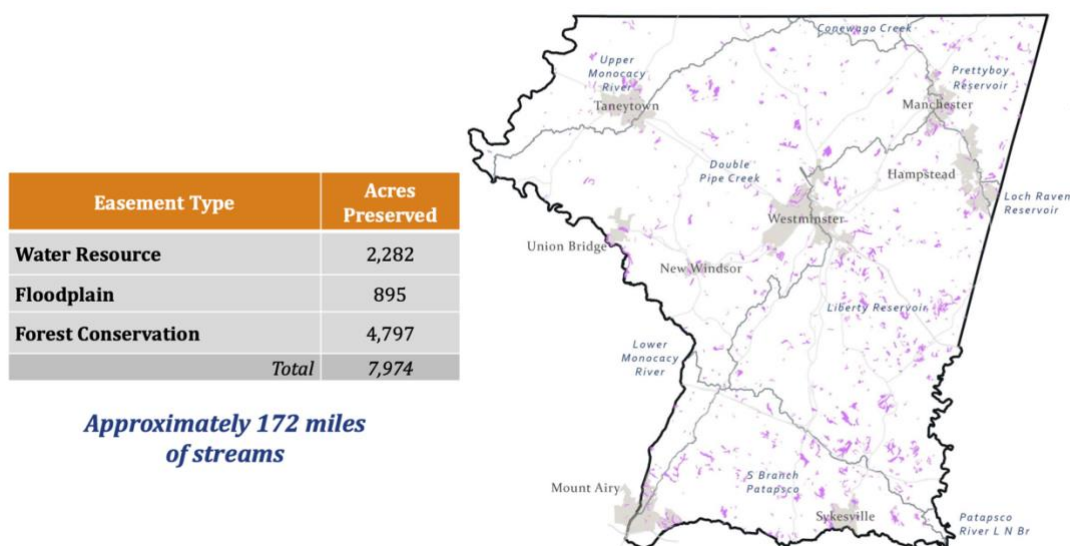 Easement Type
Acres
Preserved
Water Resource
2,282
Floodplain
895
Forest Conservation
4,797
Total
7,974
Approximately 172 miles
of streams
Conewago Creek
Upper
Monocacy
River
Taneytown
Prettyboy
Reservoir
Manchester
Double
Pipe Creek
Hampstead
Loch Raven
Reservoir
Westminster
Union Bridge
New Windsor
Liberty Reservoir
Lower
Monocacy
River
S Branch
Patapsco
Mount Airy
Sykesville
Patapsco
River L N Br